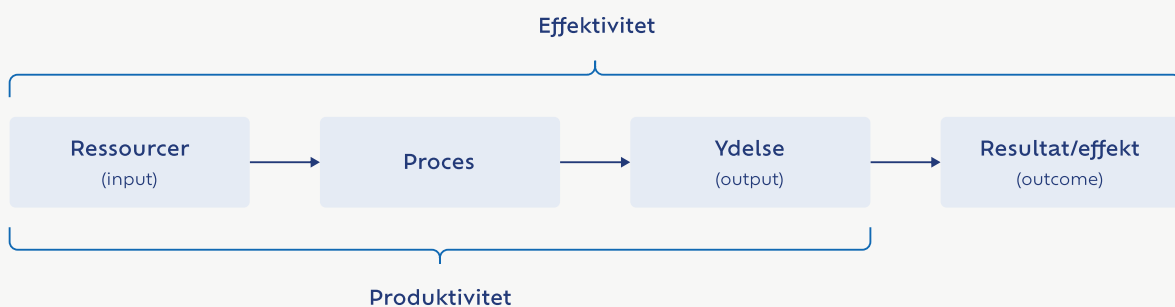 Effektivitet
Ressourcer
(input)
Proces
Ydelse
(output)
Resultat/effekt
(outcome)
Produktivitet